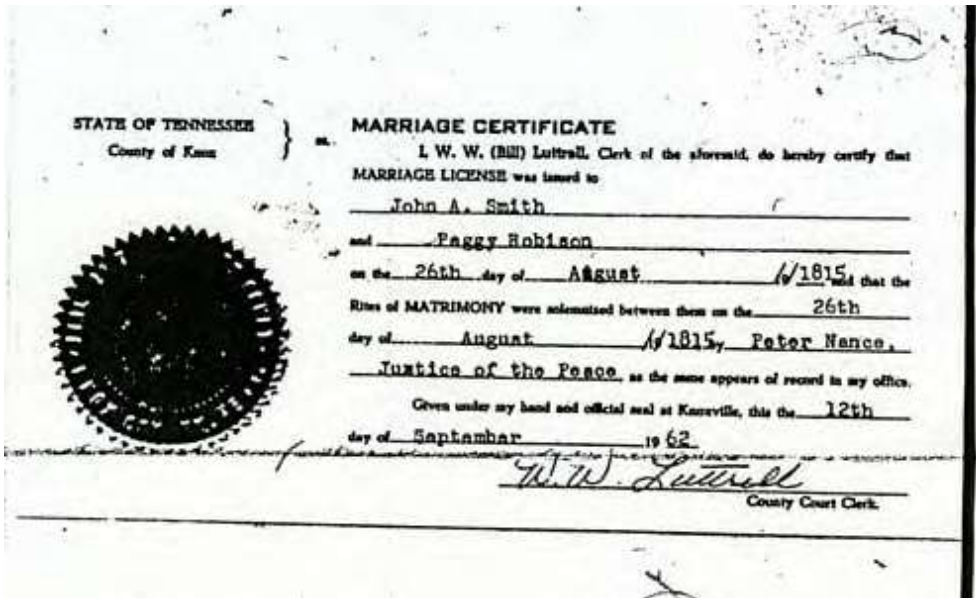 STATE OF TENNESSEE
County of Knox
ss.
MARRIAGE CERTIFICATE
I, W. W. (Bill) Luttrell, Clerk of the aforesaid, do hereby certify that
MARRIAGE LICENSE was issued to
John A. Smith
and Peggy Robison
on the 26th day of August 1815, and that the
Rites of MATRIMONY were solemnized between them on the 26th
day of August 1815, Peter Nance,
Justice of the Peace, as the same appears of record in my office.
Given under my hand and official seal at Knoxville, this the 12th
day of September 1962
W. W. Luttrell
County Court Clerk.